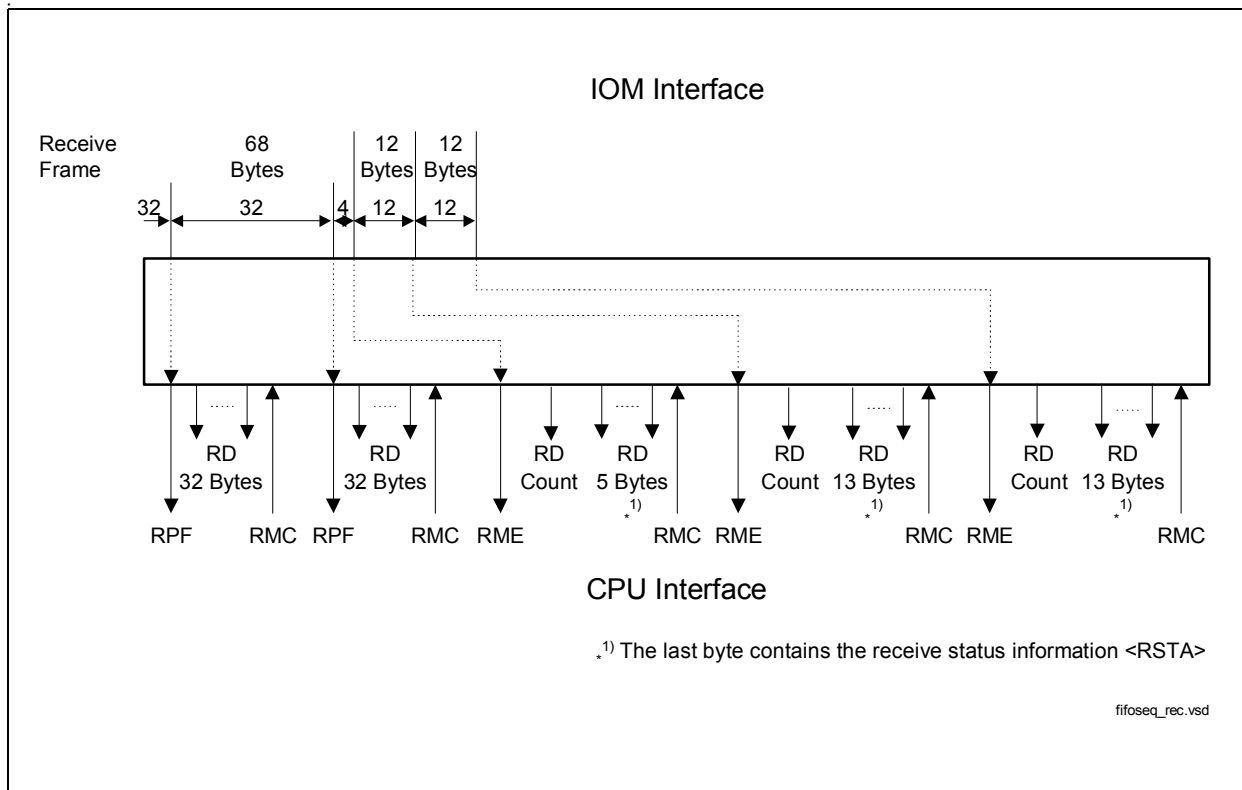 :
IOM Interface
Receive 68 12 12
Frame Bytes Bytes Bytes
32 32 4 12 12
..... ..... ..... ..... .....
RD RD RD RD RD RD RD RD
32 Bytes 32 Bytes Count 5 Bytes Count 13 Bytes Count 13 Bytes
*1) *1) *1)
RPF RMC RPF RMC RME RMC RME RMC RME RMC
CPU Interface
*1) The last byte contains the receive status information <RSTA>
fifoseq_rec.vsd